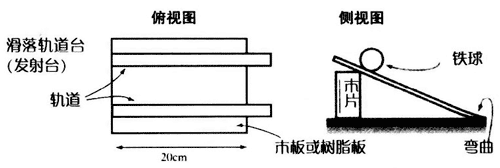 俯视图
侧视图
滑落轨道台
(发射台)
轨道
铁球
木片
木板或树脂板
弯曲
20cm